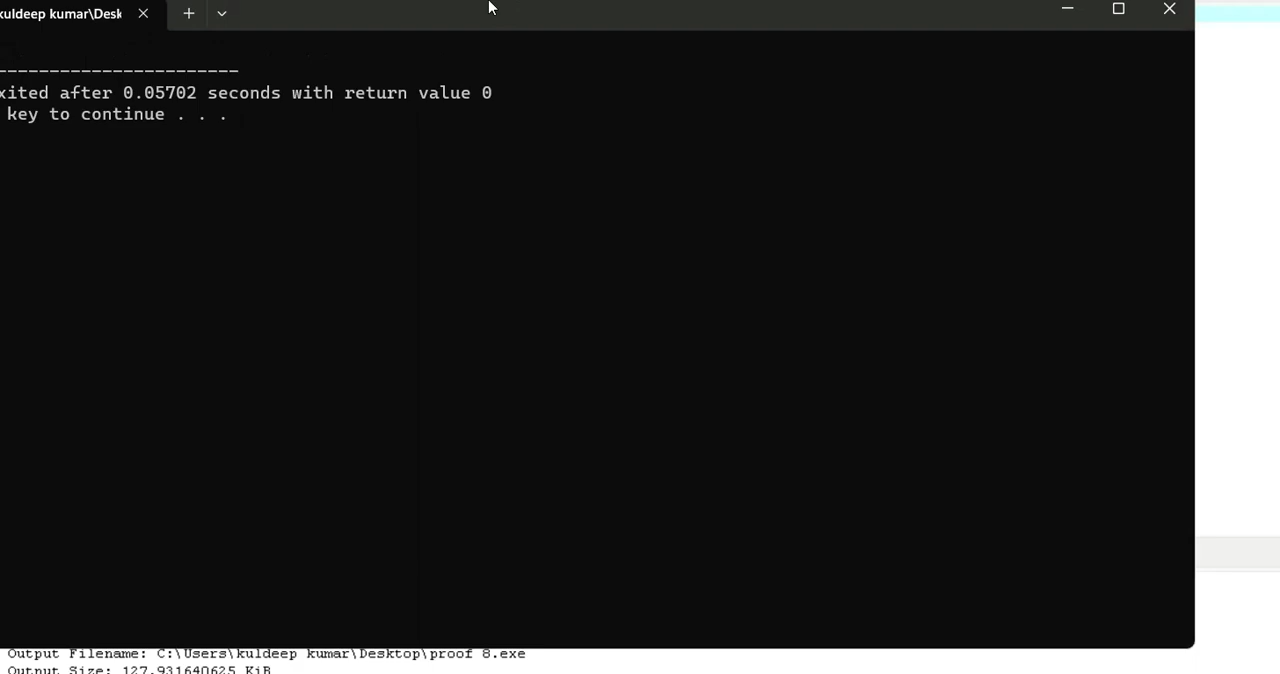 kuldeep kumar\Desk
-----------------------
xited after 0.05702 seconds with return value 0
key to continue . . .
Output Filename: C:\Users\kuldeep kumar\Desktop\proof 8.exe
Output Size: 127.931640625 KiB